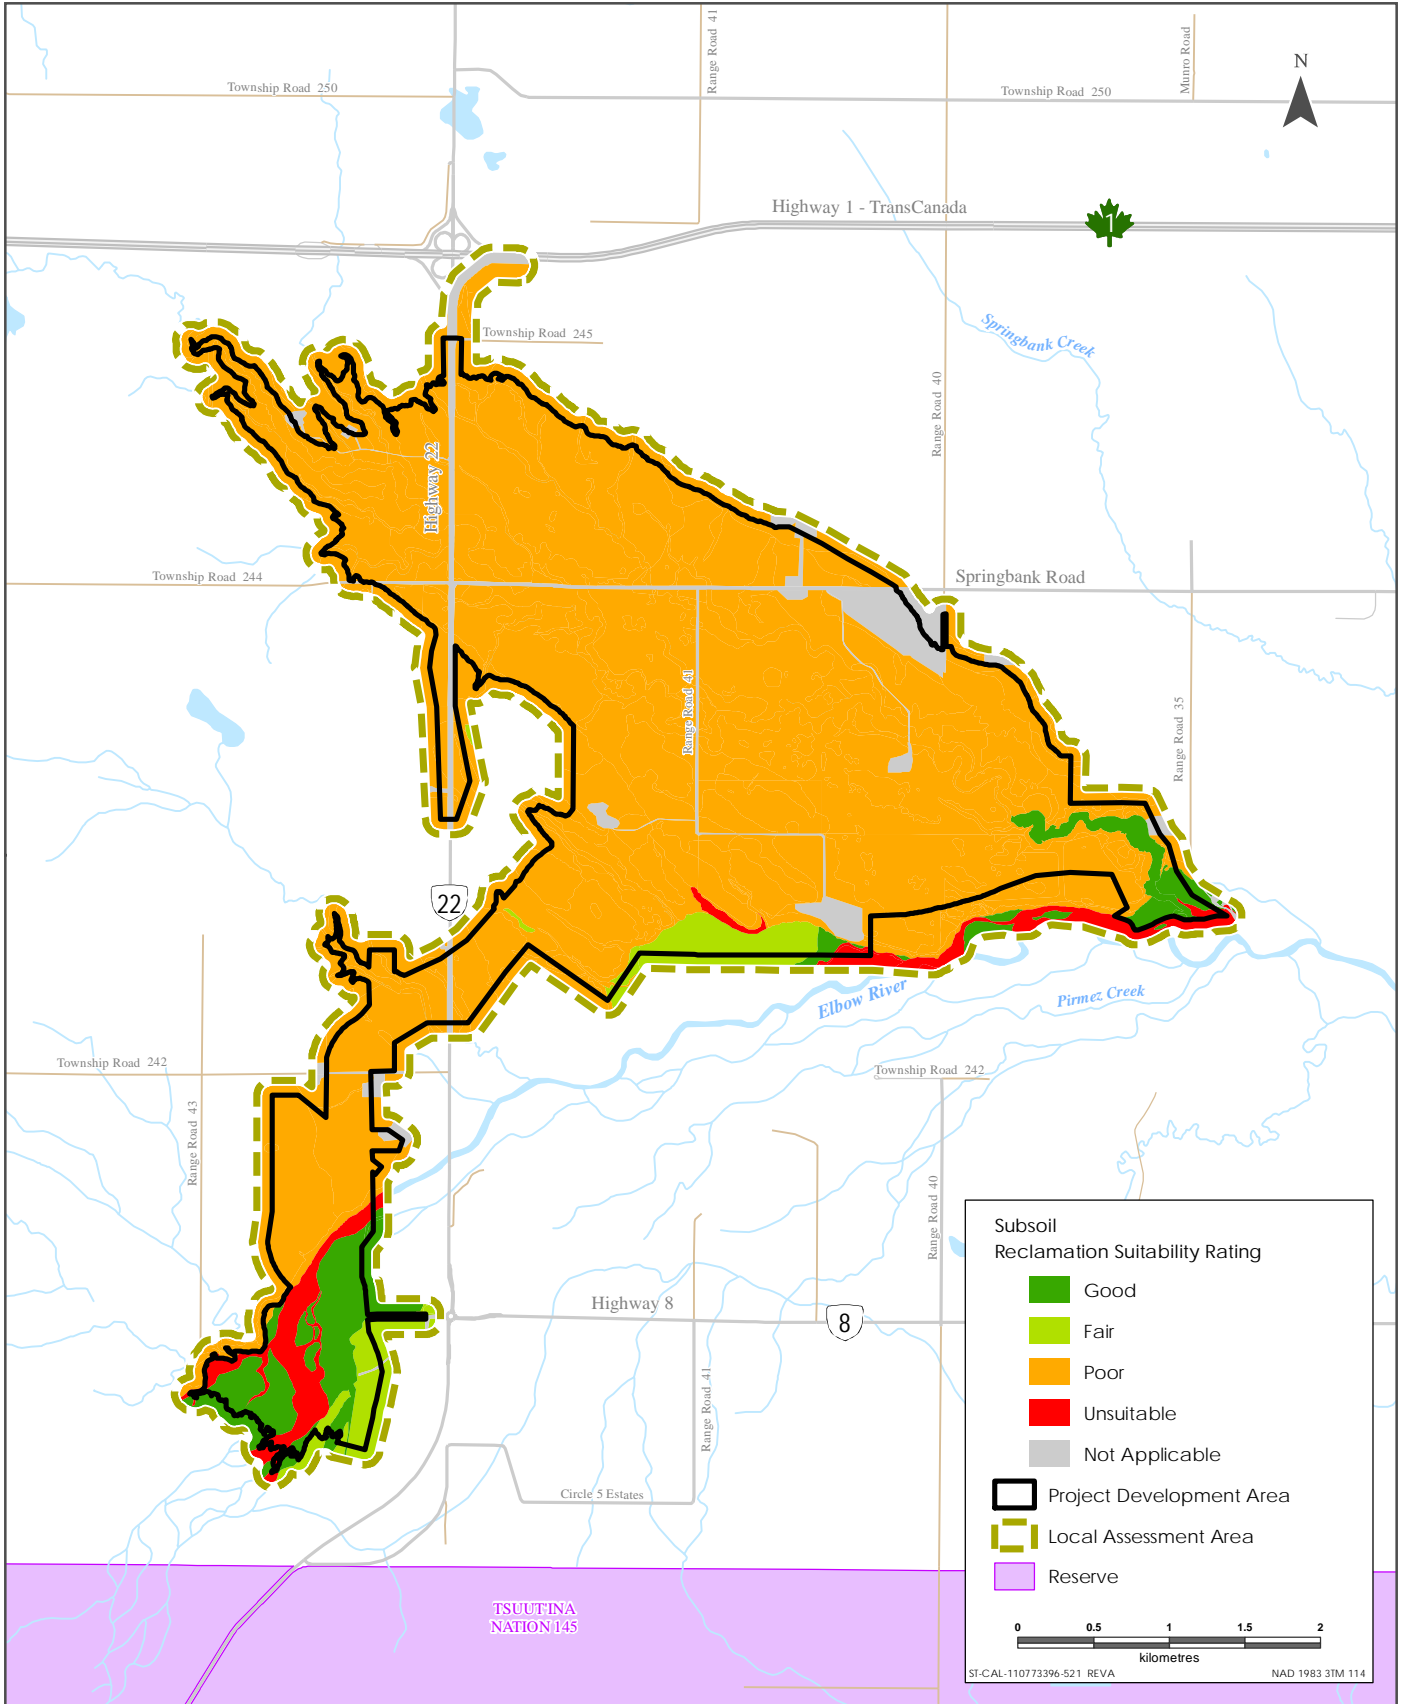 Range Road 41
Munro Road
N
Township Road 250
Township Road 250
Highway 1 - TransCanada
1
Springbank Creek
Township Road 245
Range Road 40
Highway 22
Township Road 244
Springbank Road
Range Road 41
Range Road 35
22
Elbow River
Pirmez Creek
Township Road 242
Township Road 242
Range Road 43
Range Road 40
Highway 8
8
Range Road 41
Circle 5 Estates
TSUUT'INA
NATION 145
Subsoil
Reclamation Suitability Rating
Good
Fair
Poor
Unsuitable
Not Applicable
Project Development Area
Local Assessment Area
Reserve
0 0.5 1 1.5 2
kilometres
ST-CAL-110773396-521 REVA
NAD 1983 3TM 114